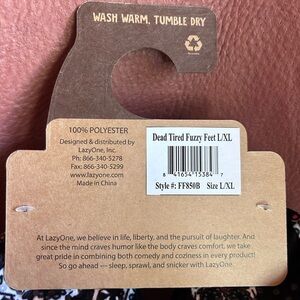 WASH WARM, TUMBLE DRY
100% POLYESTER
Designed & distributed by
LazyOne, Inc.
Ph: 866-340-5278
Fax: 866-340-5299
www.lazyone.com
Made in China
Dead Tired Fuzzy Feet L/XL
8 41654 15384 7
Style #: FF850B Size L/XL
At LazyOne, we believe in life, liberty, and the pursuit of laughter. And
since the mind craves humor like the body craves comfort, we take
great pride in combining both comedy and coziness in every product!
So go ahead — sleep, sprawl, and snicker with LazyOne.